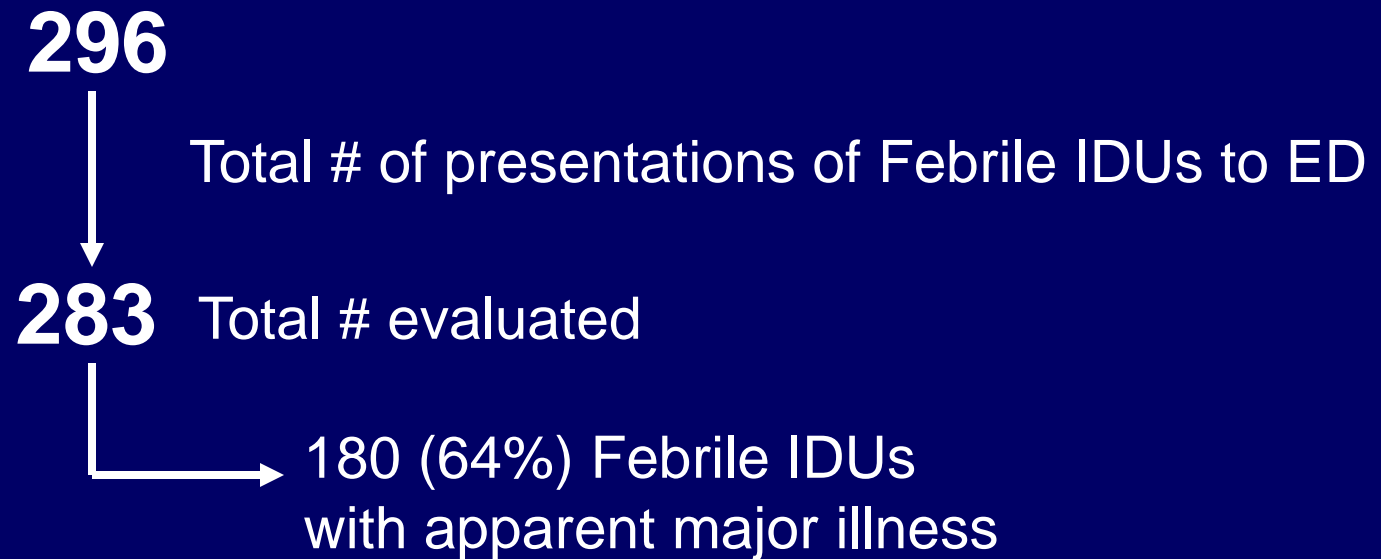 296
Total # of presentations of Febrile IDUs to ED
283 Total # evaluated
180 (64%) Febrile IDUs
with apparent major illness